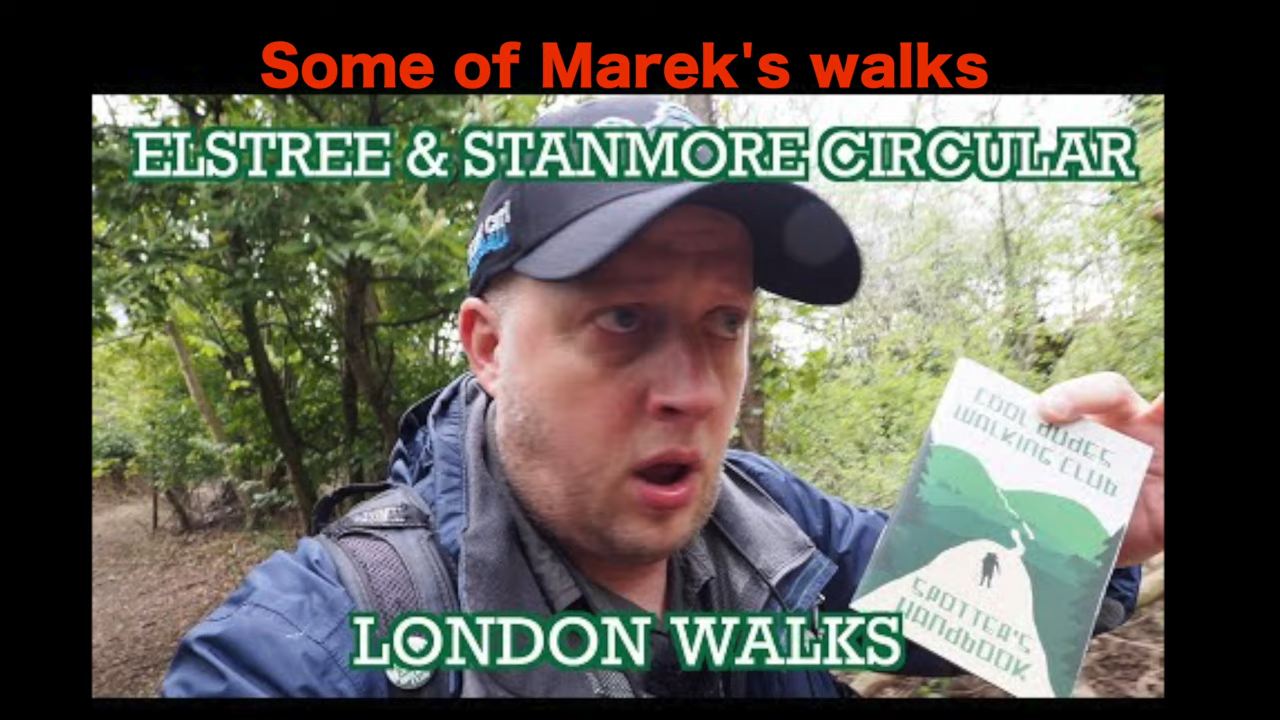 Some of Marek's walks
ELSTREE & STANMORE CIRCULAR
COOL DUDES
WALKING CLUB
SPOTTER'S
HANDBOOK
LONDON WALKS